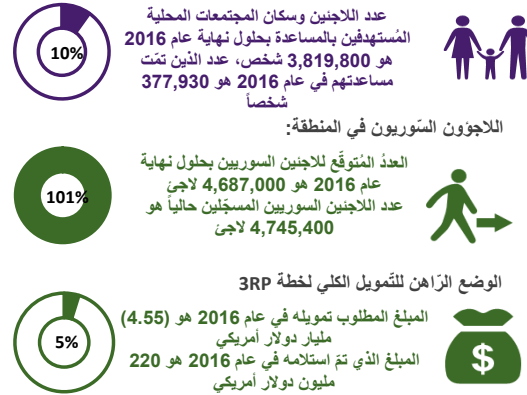 عدد اللاجئين وسكان المجتمعات المحلية
المُستهدفين بالمساعدة بحلول نهاية عام 2016
هو 3,819,800 شخص، عدد الذين تمّت
مساعدتهم في عام 2016 هو 377,930
شخصاً
10%
اللاجؤون السّوريون في المنطقة:
العددُ المُتوقَّع للاجئين السوريين بحلول نهاية
عام 2016 هو 4,687,000 لاجئ
عدد اللاجئين السوريين المسجّلين حالياً هو
4,745,400 لاجئ
101%
الوضع الرّاهن للتّمويل الكلي لخطة 3RP
المبلغ المطلوب تمويله في عام 2016 هو (4.55)
مليار دولار أمريكي
المبلغ الذي تمّ استلامه في عام 2016 هو 220
مليون دولار أمريكي
5%
$